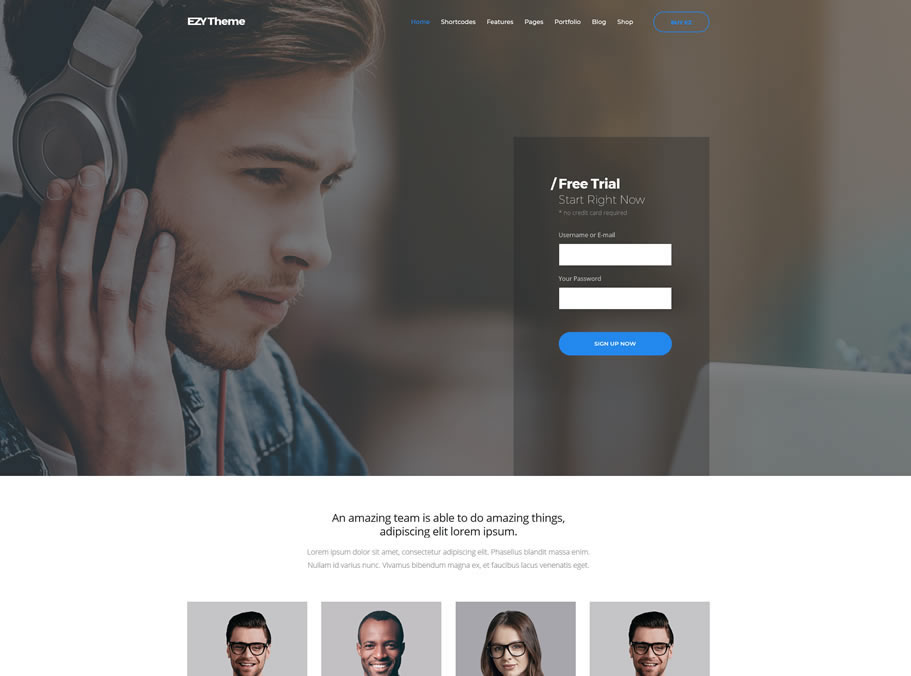 EZY Theme
Home Shortcodes Features Pages Portfolio Blog Shop
/ Free Trial
Start Right Now
* no credit card required
Username or E-mail
Your Password
SIGN UP NOW
An amazing team is able to do amazing things,
adipiscing elit lorem ipsum.
Lorem ipsum dolor sit amet, consectetur adipiscing elit. Phasellus blandit massa enim.
Nullam id varius nunc. Vivamus bibendum magna ex, et faucibus lacus venenatis eget.